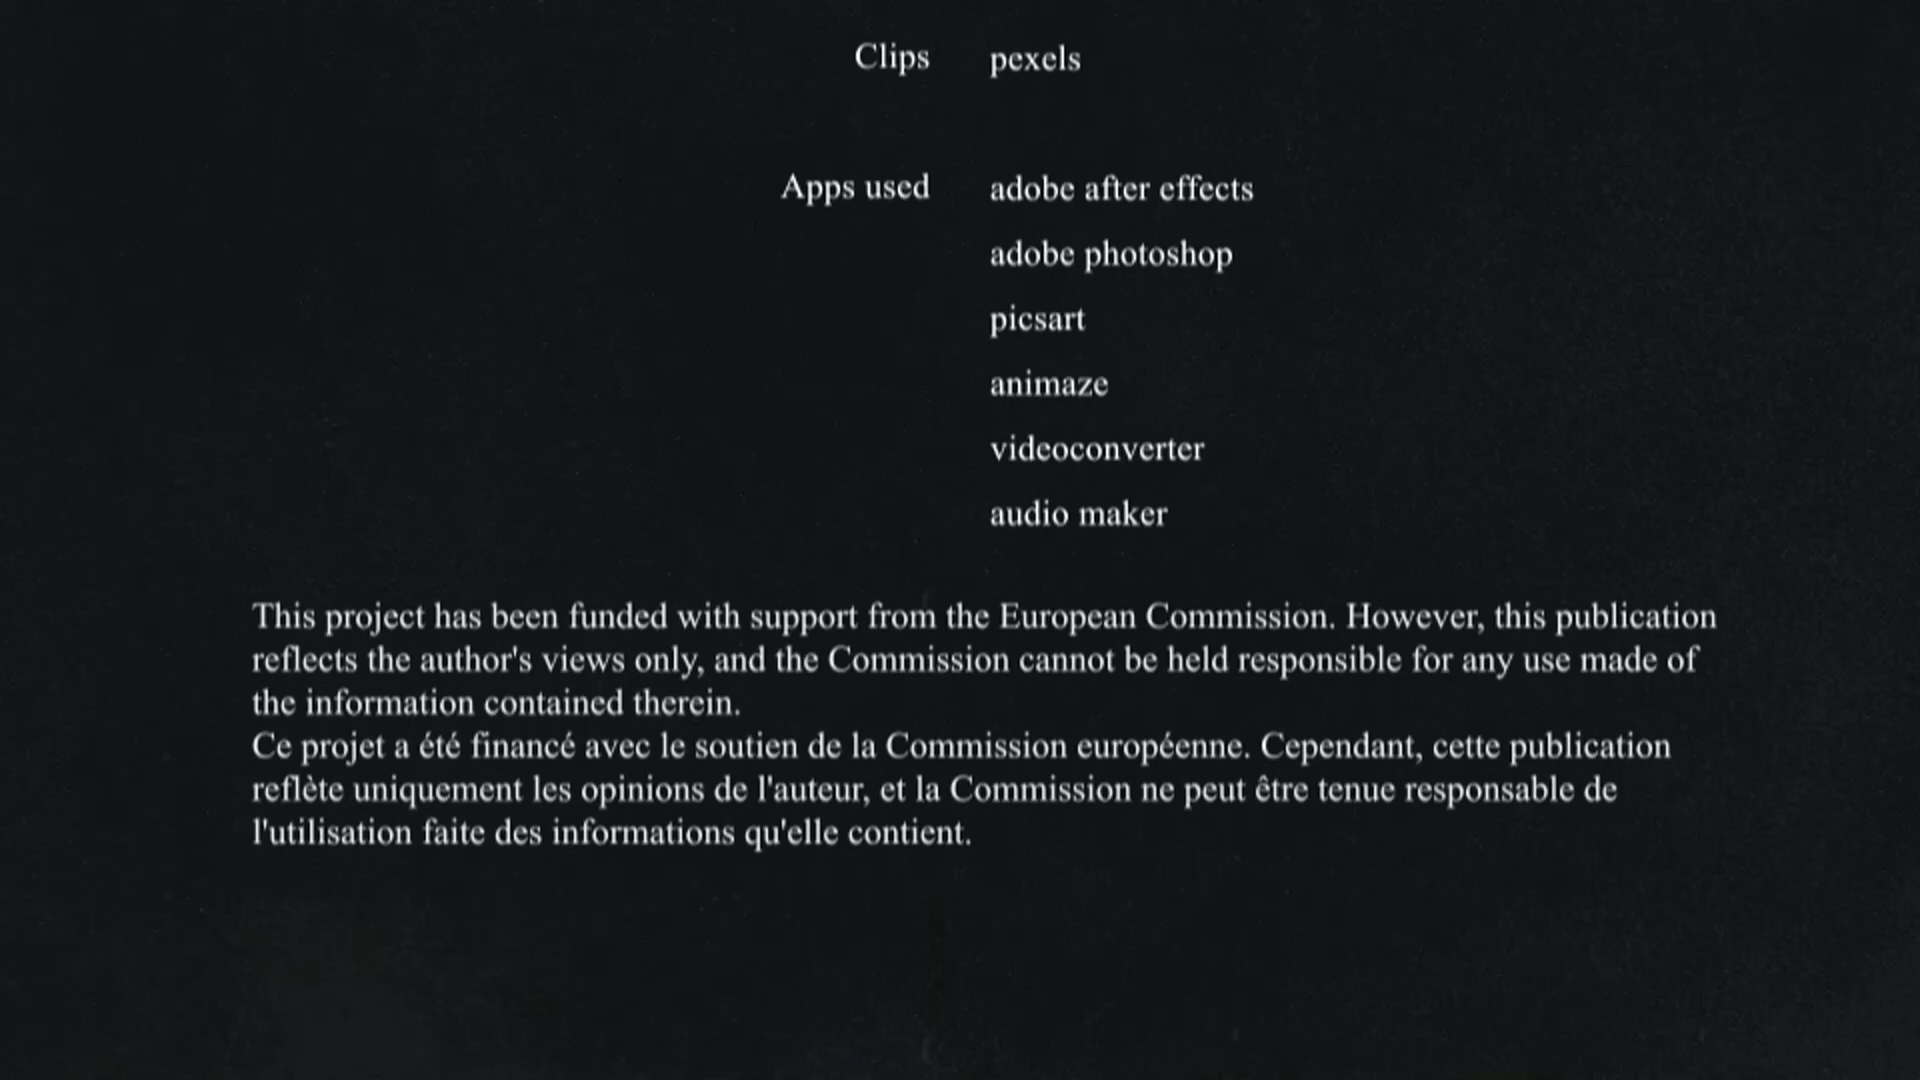 Clips pexels
Apps used adobe after effects
adobe photoshop
picsart
animaze
videoconverter
audio maker
This project has been funded with support from the European Commission. However, this publication
reflects the author's views only, and the Commission cannot be held responsible for any use made of
the information contained therein.
Ce projet a été financé avec le soutien de la Commission européenne. Cependant, cette publication
reflète uniquement les opinions de l'auteur, et la Commission ne peut être tenue responsable de
l'utilisation faite des informations qu'elle contient.